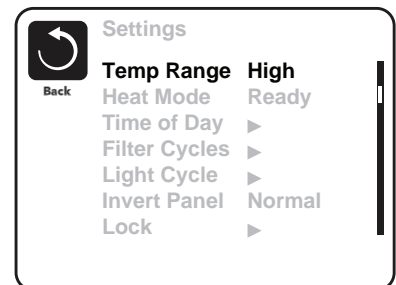 Settings
Back
Temp Range High
Heat Mode Ready
Time of Day ▶
Filter Cycles ▶
Light Cycle ▶
Invert Panel Normal
Lock ▶